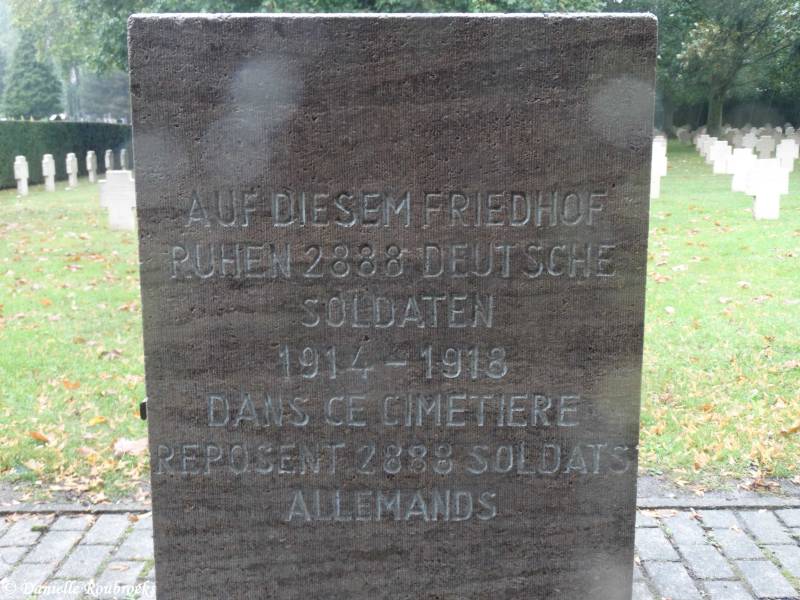 AUF DIESEM FRIEDHOF
RUHEN 2888 DEUTSCHE
SOLDATEN
1914 – 1918
DANS CE CIMETIERE
REPOSENT 2888 SOLDATS
ALLEMANDS
© Danielle Roubroeks